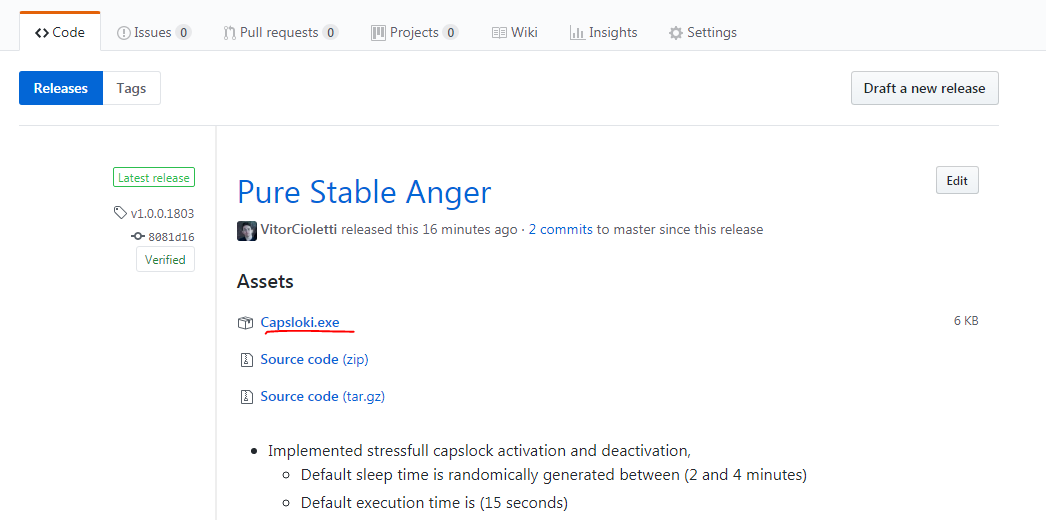 Code Issues 0 Pull requests 0 Projects 0 Wiki Insights Settings
Releases Tags Draft a new release
Latest release
Pure Stable Anger Edit
v1.0.0.1803
VitorCioletti released this 16 minutes ago · 2 commits to master since this release
8081d16
Verified
Assets
Capsloki.exe 6 KB
Source code (zip)
Source code (tar.gz)
Implemented stressfull capslock activation and deactivation,
Default sleep time is randomically generated between (2 and 4 minutes)
Default execution time is (15 seconds)